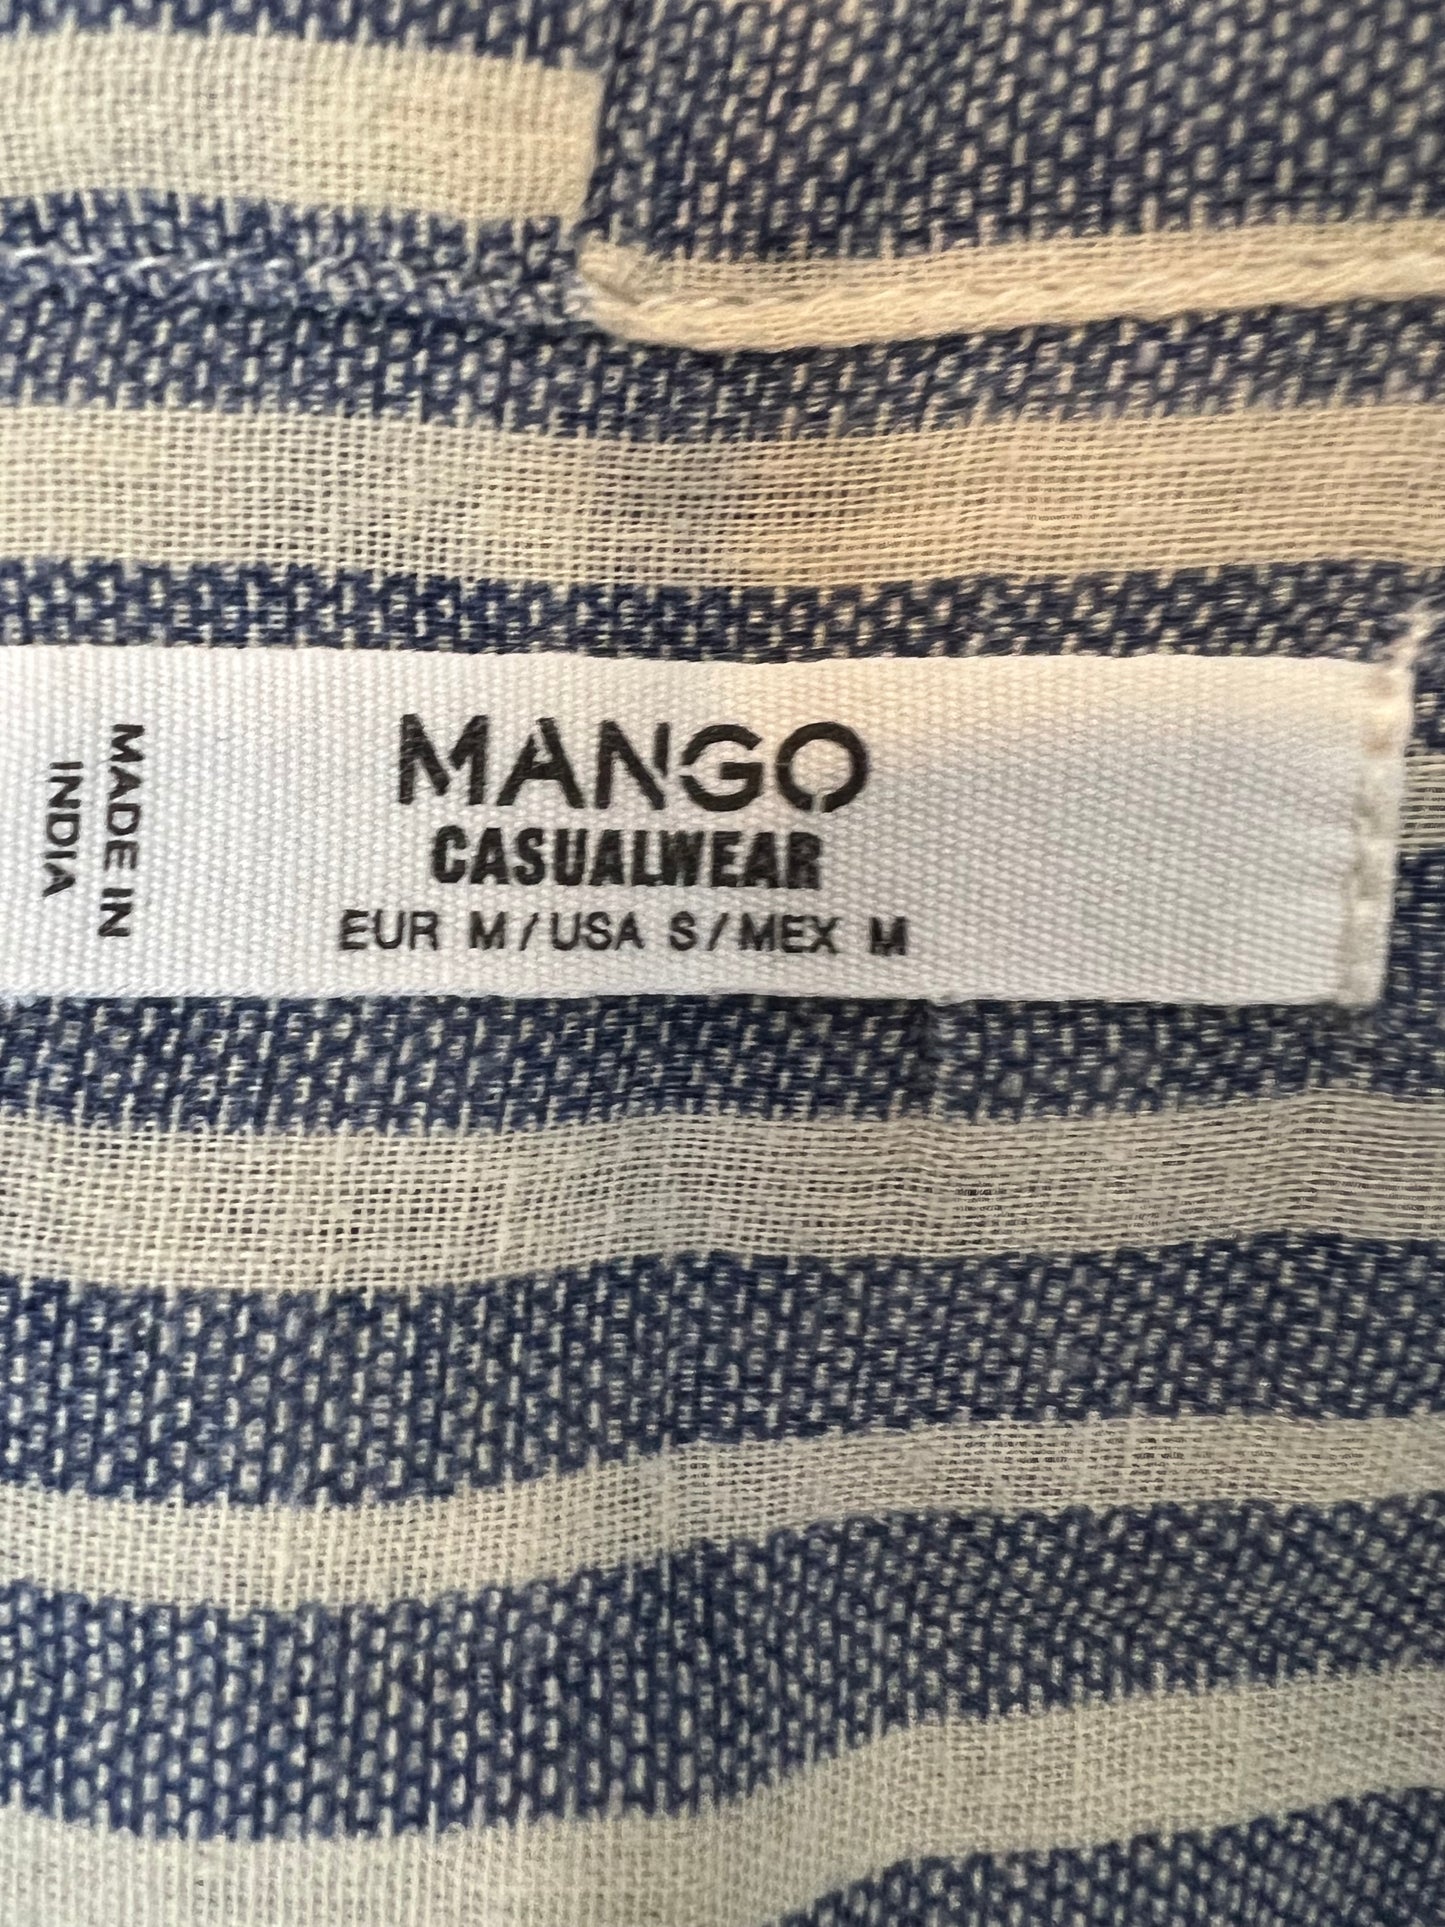 MANGO
CASUALWEAR
EUR M/USA S/MEX M
MADE IN
INDIA